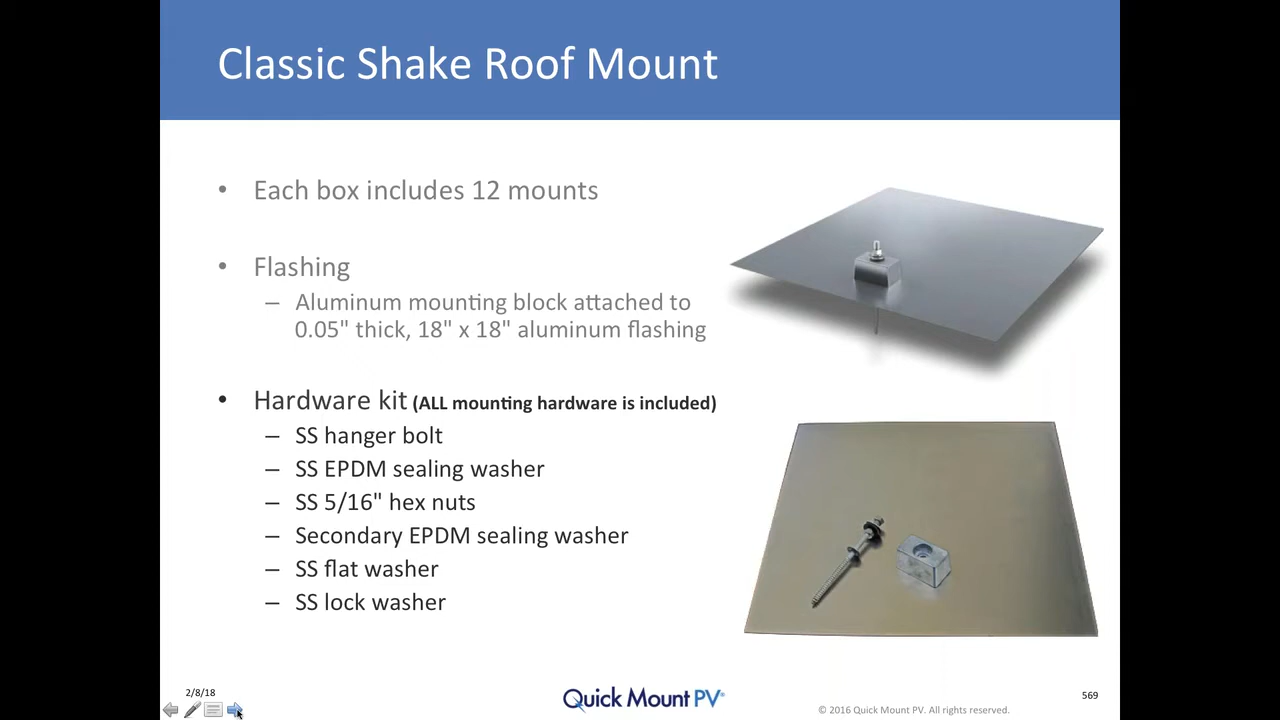 Classic Shake Roof Mount
• Each box includes 12 mounts
• Flashing
– Aluminum mounting block attached to
0.05" thick, 18" x 18" aluminum flashing
• Hardware kit (ALL mounting hardware is included)
– SS hanger bolt
– SS EPDM sealing washer
– SS 5/16" hex nuts
– Secondary EPDM sealing washer
– SS flat washer
– SS lock washer
2/8/18
Quick Mount PV®
569
© 2016 Quick Mount PV. All rights reserved.